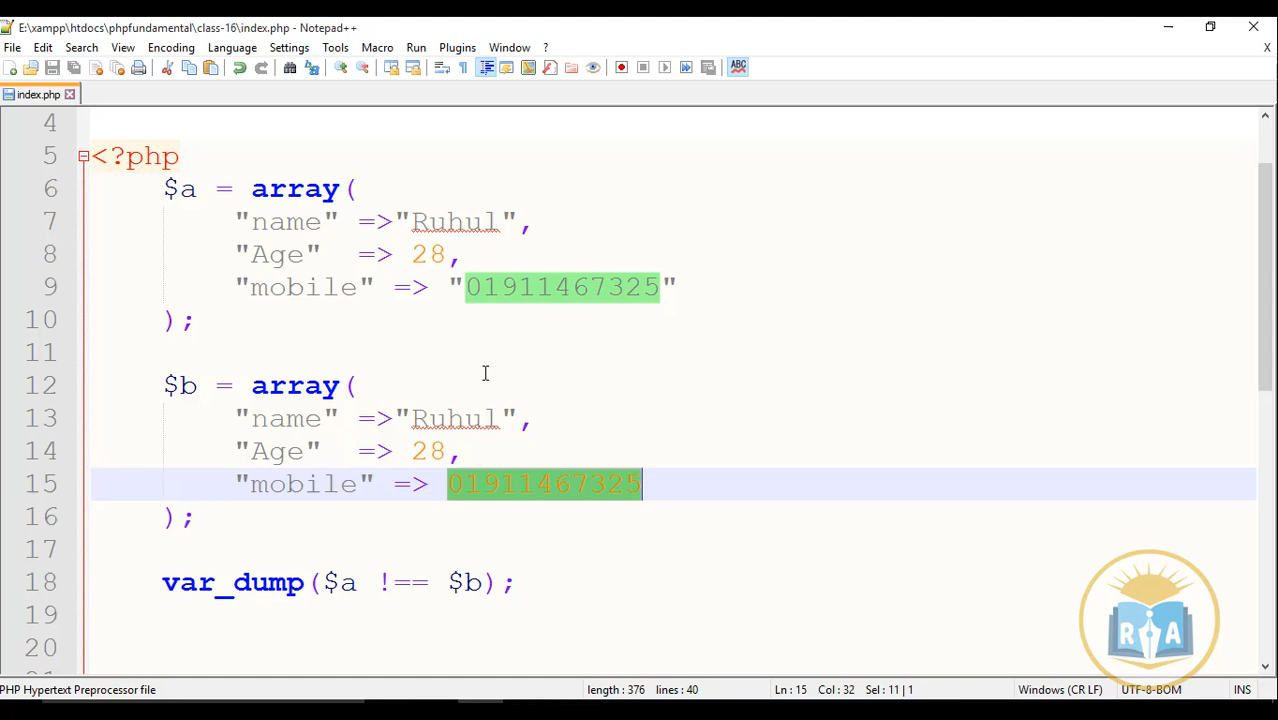 E:\xampp\htdocs\phpfundamental\class-16\index.php - Notepad++
File Edit Search View Encoding Language Settings Tools Macro Run Plugins Window ? X
ABC
index.php
4
5 <?php
6 $a = array(
7 "name" =>"Ruhul",
8 "Age" => 28,
9 "mobile" => "01911467325"
10 );
11
12 $b = array(
13 "name" =>"Ruhul",
14 "Age" => 28,
15 "mobile" => 01911467325
16 );
17
18 var_dump($a !== $b);
19
20
R A
PHP Hypertext Preprocessor file length : 376 lines : 40 Ln : 15 Col : 32 Sel : 11 | 1 Windows (CR LF) UTF-8-BOM INS